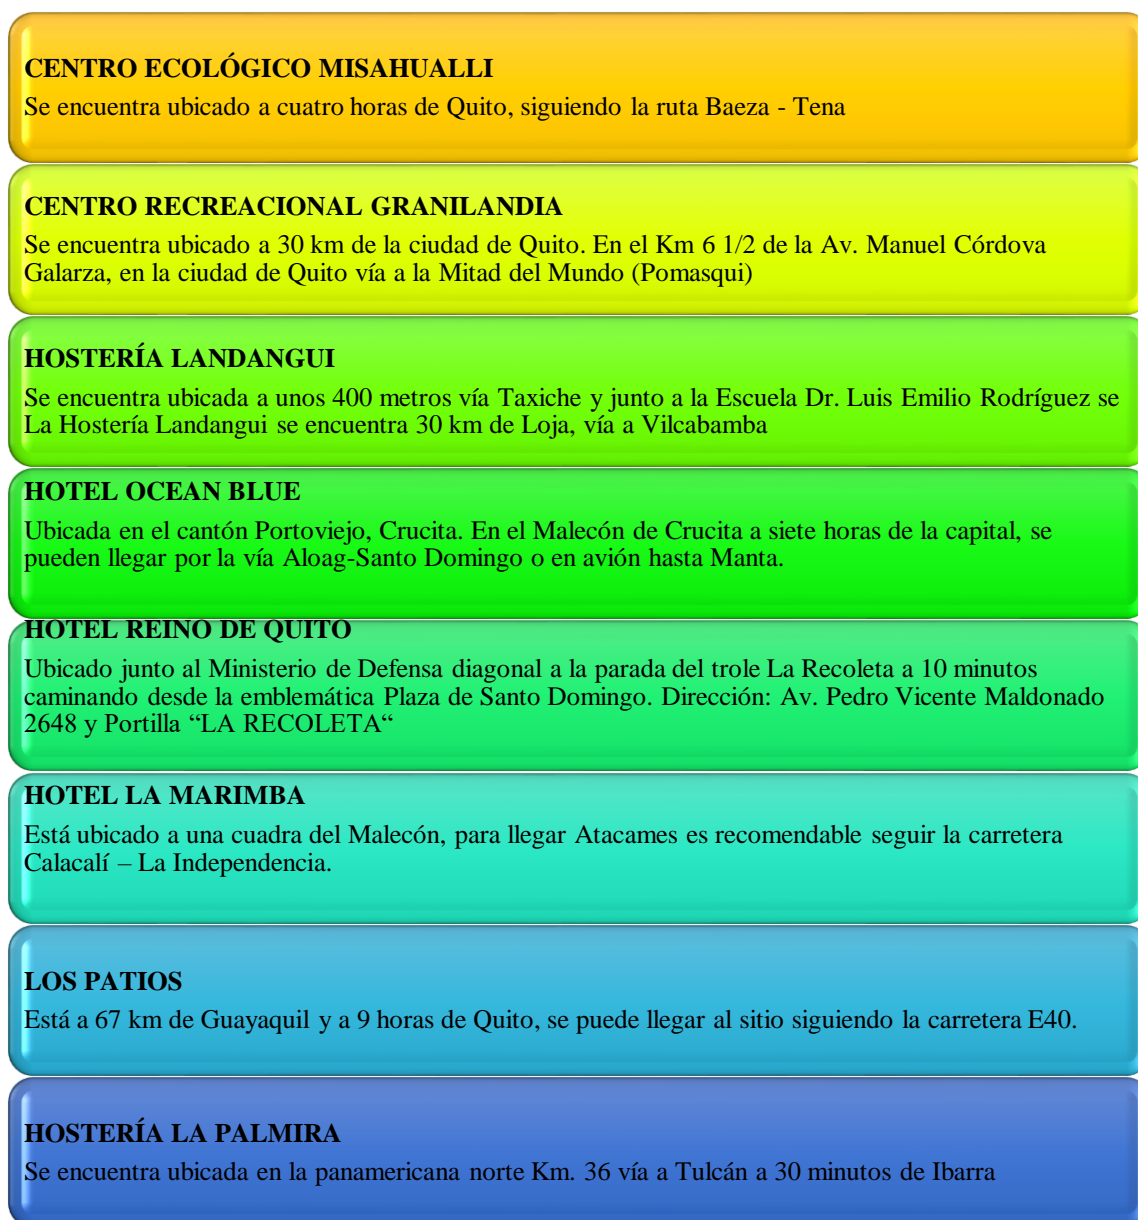 CENTRO ECOLÓGICO MISAHUALLI
Se encuentra ubicado a cuatro horas de Quito, siguiendo la ruta Baeza - Tena
CENTRO RECREACIONAL GRANILANDIA
Se encuentra ubicado a 30 km de la ciudad de Quito. En el Km 6 1/2 de la Av. Manuel Córdova
Galarza, en la ciudad de Quito vía a la Mitad del Mundo (Pomasqui)
HOSTERÍA LANDANGUI
Se encuentra ubicada a unos 400 metros vía Taxiche y junto a la Escuela Dr. Luis Emilio Rodríguez se
La Hostería Landangui se encuentra 30 km de Loja, vía a Vilcabamba
HOTEL OCEAN BLUE
Ubicada en el cantón Portoviejo, Crucita. En el Malecón de Crucita a siete horas de la capital, se
pueden llegar por la vía Aloag-Santo Domingo o en avión hasta Manta.
HOTEL REINO DE QUITO
Ubicado junto al Ministerio de Defensa diagonal a la parada del trole La Recoleta a 10 minutos
caminando desde la emblemática Plaza de Santo Domingo. Dirección: Av. Pedro Vicente Maldonado
2648 y Portilla “LA RECOLETA“
HOTEL LA MARIMBA
Está ubicado a una cuadra del Malecón, para llegar Atacames es recomendable seguir la carretera
Calacalí – La Independencia.
LOS PATIOS
Está a 67 km de Guayaquil y a 9 horas de Quito, se puede llegar al sitio siguiendo la carretera E40.
HOSTERÍA LA PALMIRA
Se encuentra ubicada en la panamericana norte Km. 36 vía a Tulcán a 30 minutos de Ibarra